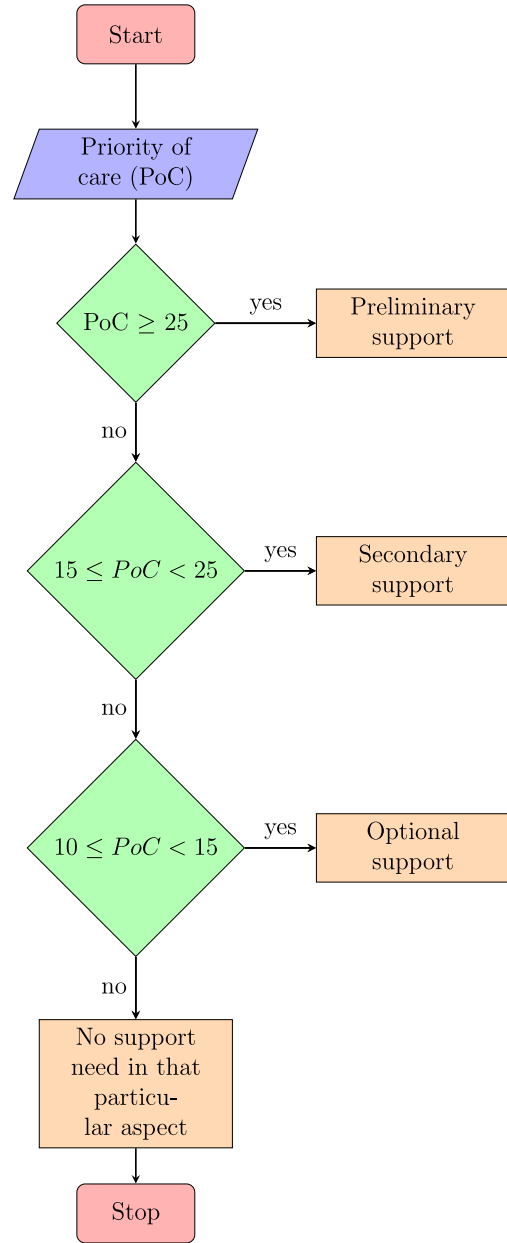 Start
Priority of
care (PoC)
PoC ≥ 25
yes
Preliminary
support
no
15 ≤ PoC < 25
yes
Secondary
support
no
10 ≤ PoC < 15
yes
Optional
support
no
No support
need in that
particu-
lar aspect
Stop